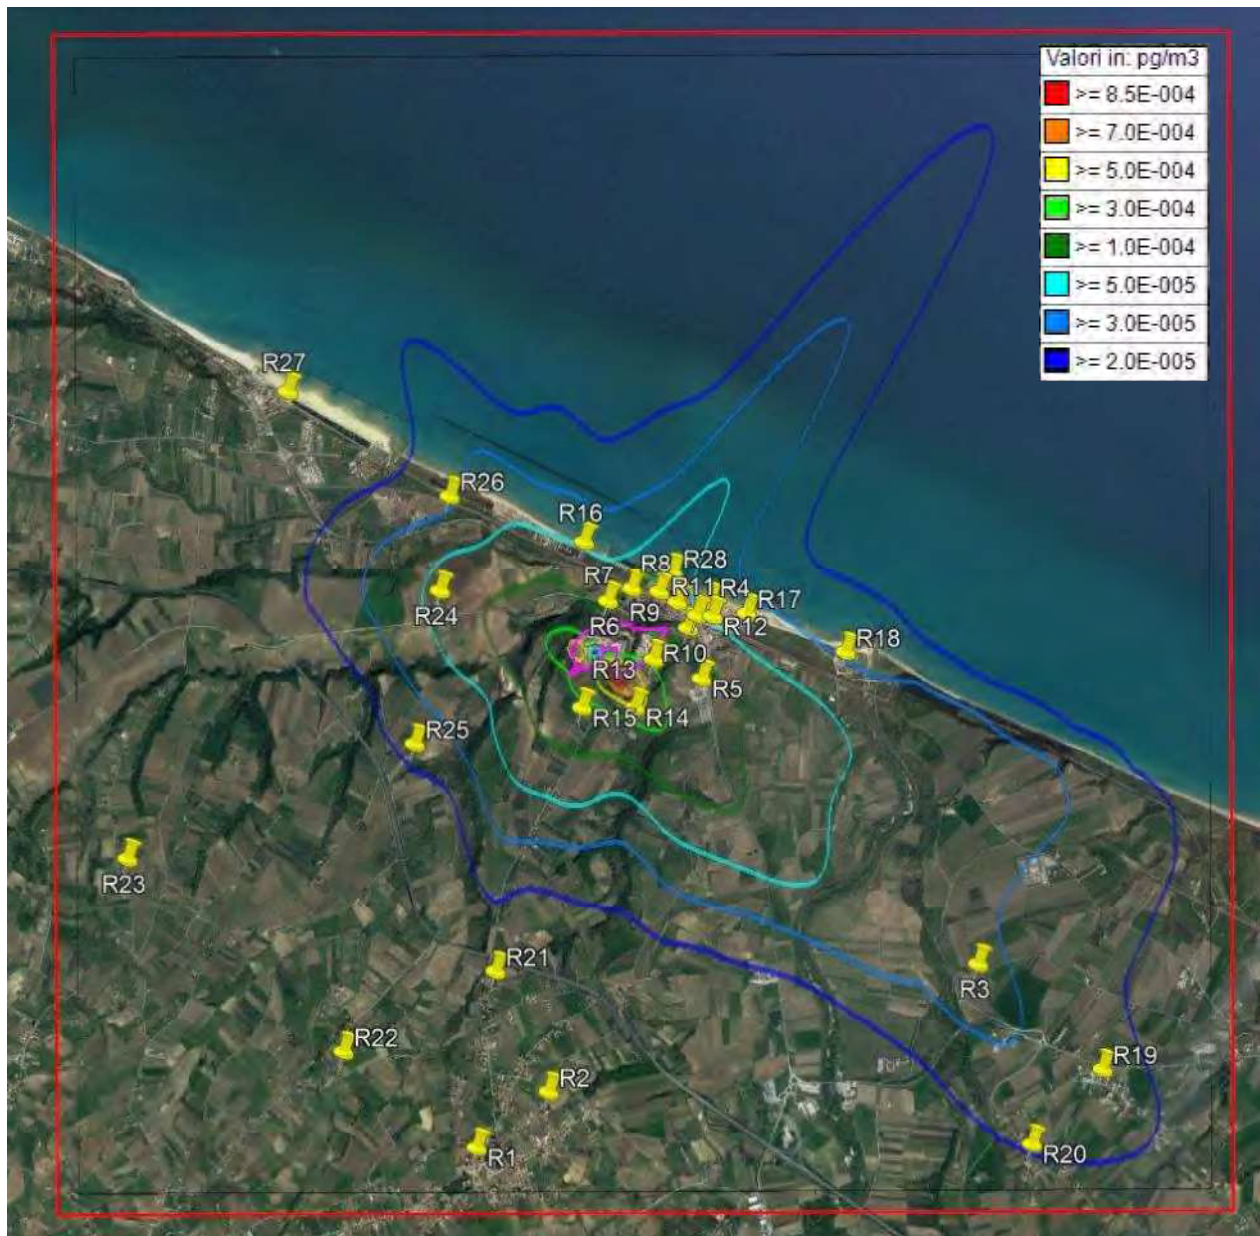 Valori in: pg/m3
>= 8.5E-004
>= 7.0E-004
>= 5.0E-004
>= 3.0E-004
>= 1.0E-004
>= 5.0E-005
>= 3.0E-005
>= 2.0E-005
R27
R26
R16
R28
R8
R7
R11
R4
R24
R9
R17
R12
R6
R18
R10
R13
R5
R15
R14
R25
R23
R21
R3
R22
R19
R2
R1
R20